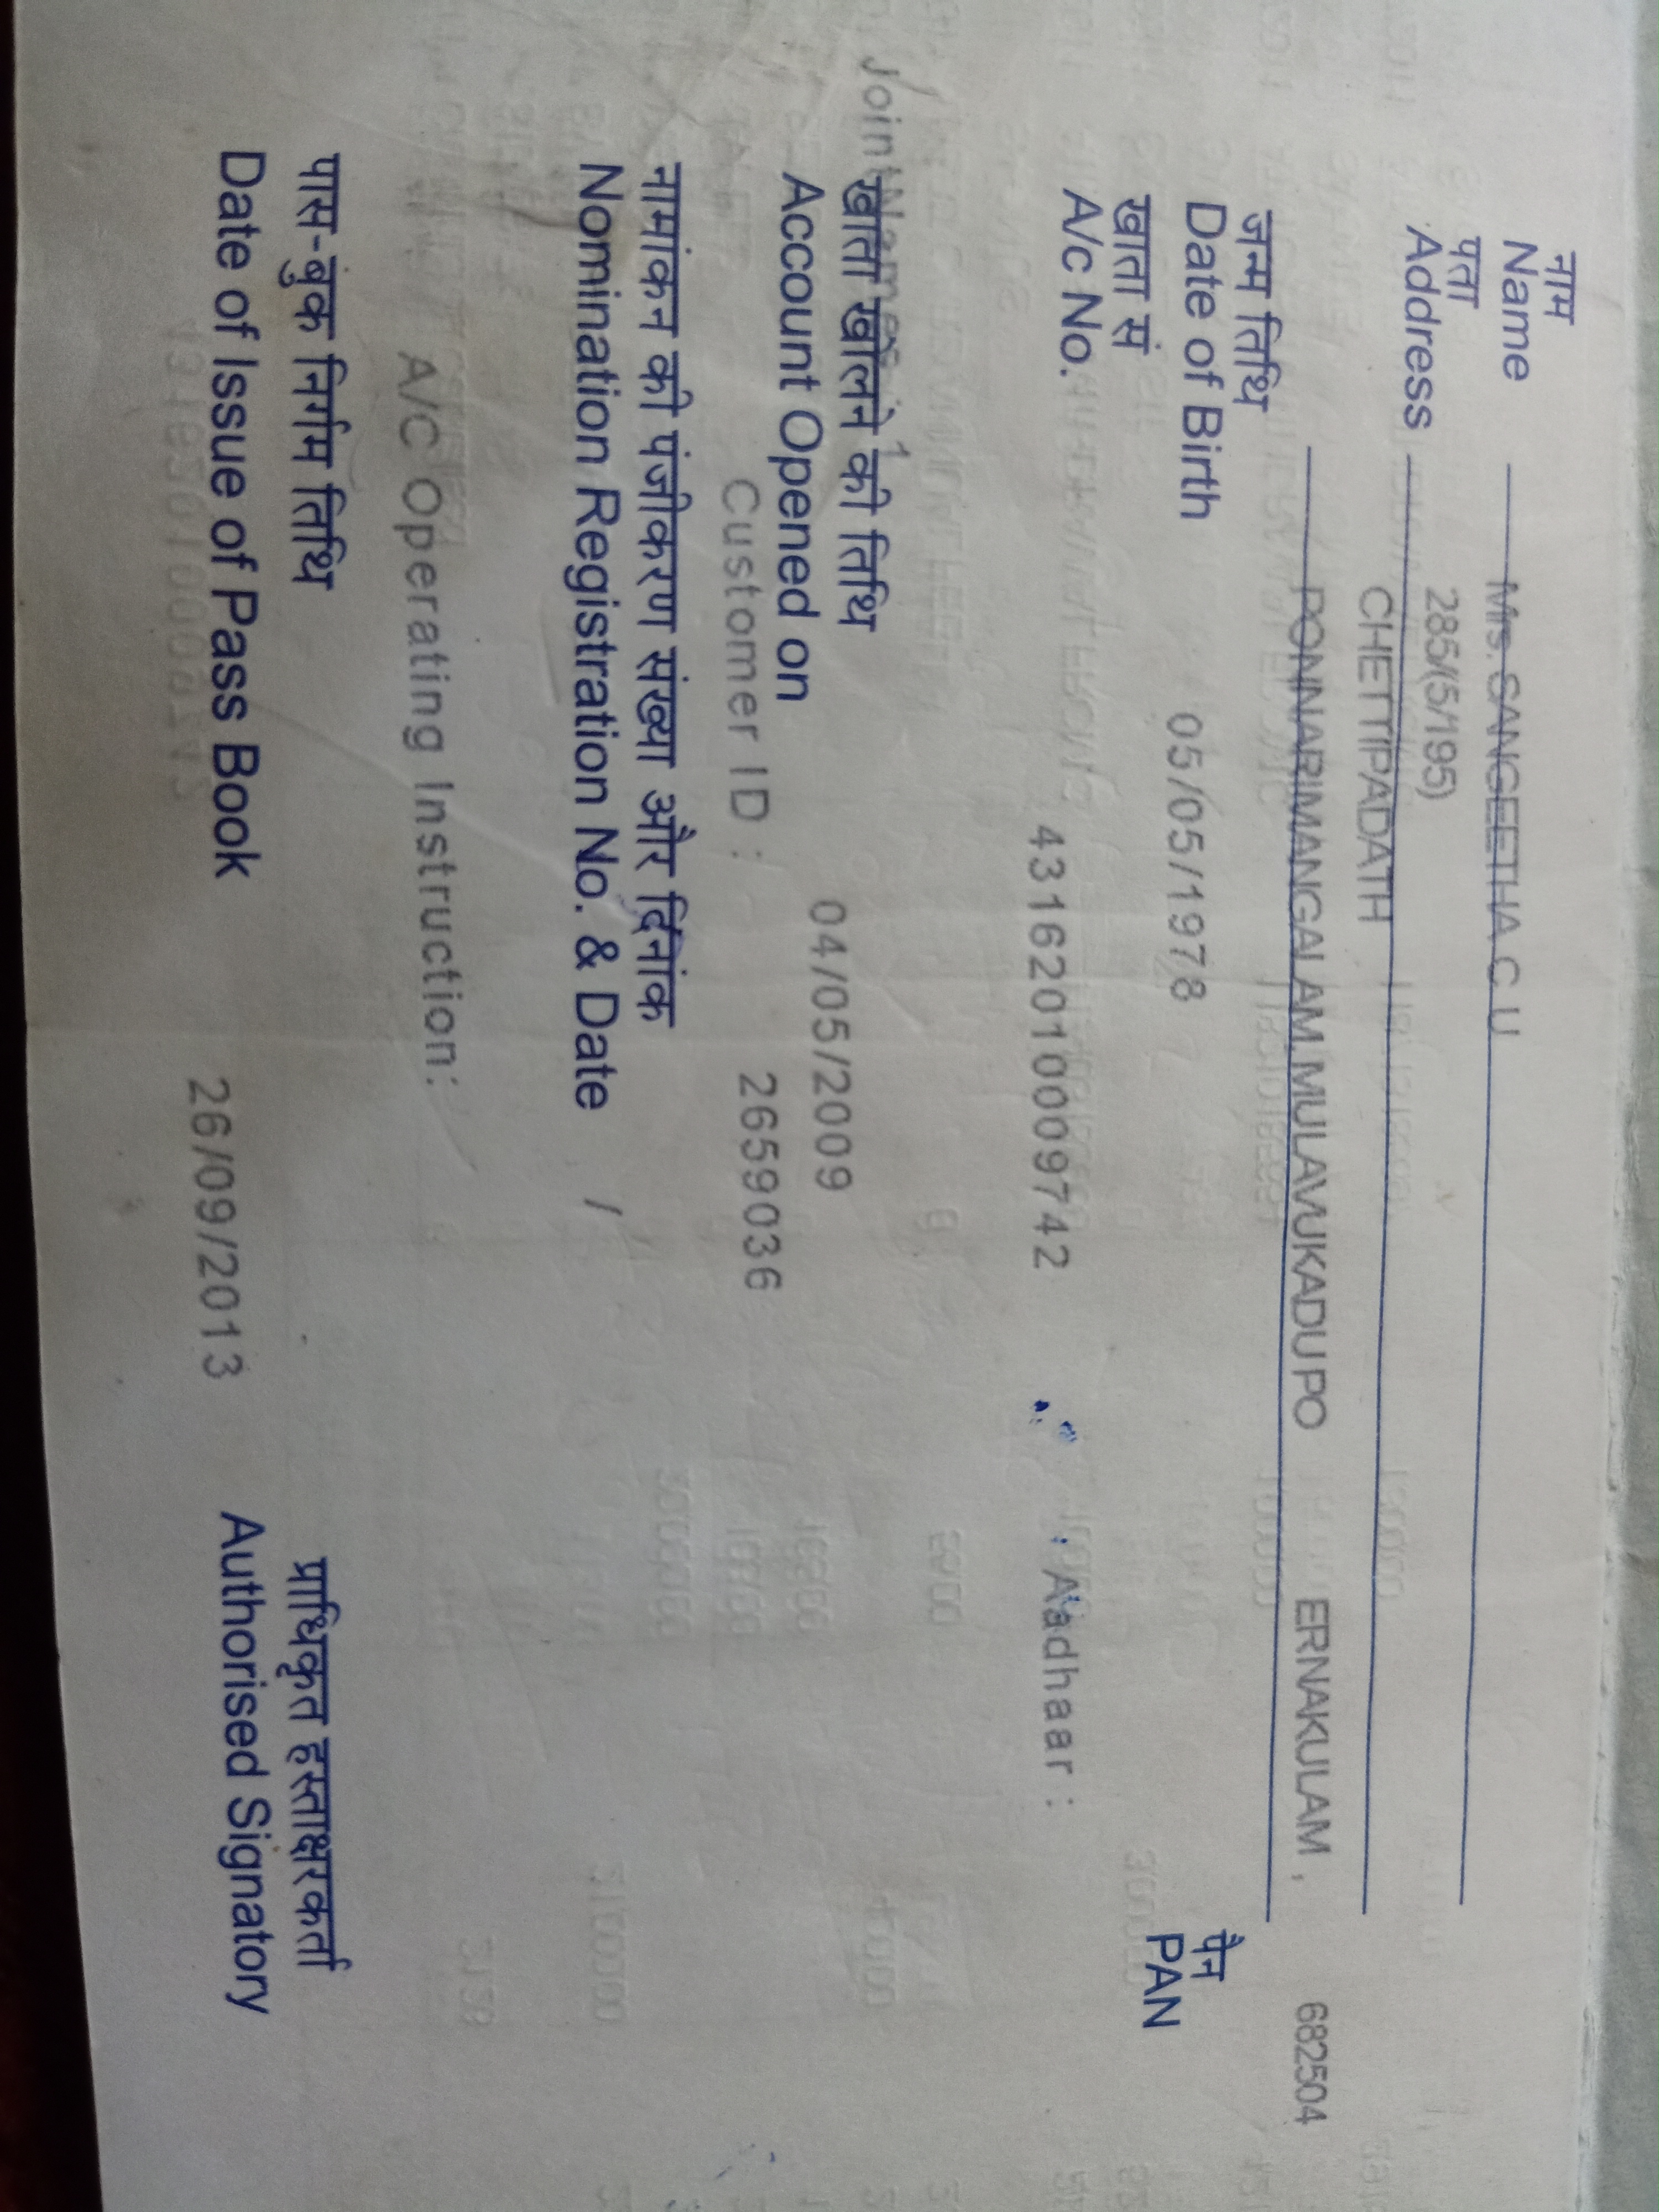 नाम
Name Mrs. SANGEETHA C U
पता 285/(5/195)
Address CHETTIPADATH
PONNARIMANGALAM, MULAVUKADU PO ERNAKULAM , 682504
जन्म तिथि पैन
Date of Birth 05/05/1978 PAN
खाता सं
A/c No. 431620100009742 Aadhaar :
Joint Names 1
खाता खोलने की तिथि
Account Opened on 04/05/2009
Customer ID : 2659036
नामांकन की पंजीकरण संख्या और दिनांक
Nomination Registration No. & Date /
A/C Operating Instruction:
पास-बुक निर्गम तिथि प्राधिकृत हस्ताक्षरकर्ता
Date of Issue of Pass Book 26/09/2013 Authorised Signatory